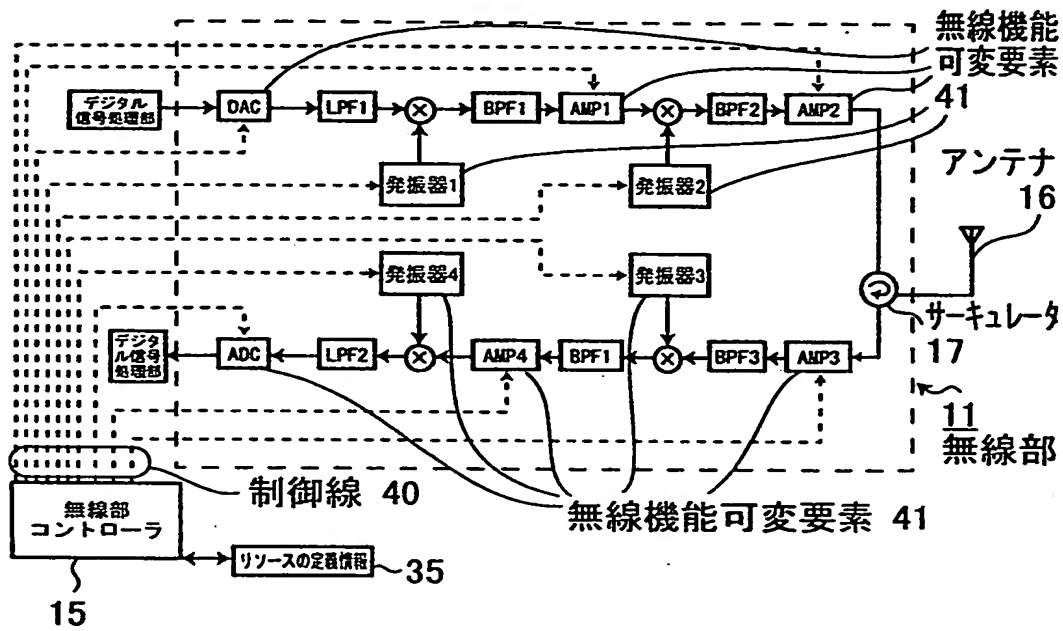 無線機能
可変要素
41
デジタル
信号処理部
DAC
LPF1
BPF1
AMP1
BPF2
AMP2
発振器1
発振器2
アンテナ
16
発振器4
発振器3
サーキュレータ
17
デジタ
ル信号
処理部
ADC
LPF2
AMP4
BPF1
BPF3
AMP3
11
無線部
制御線 40
無線機能可変要素 41
無線部
コントローラ
15
リソースの定義情報
35